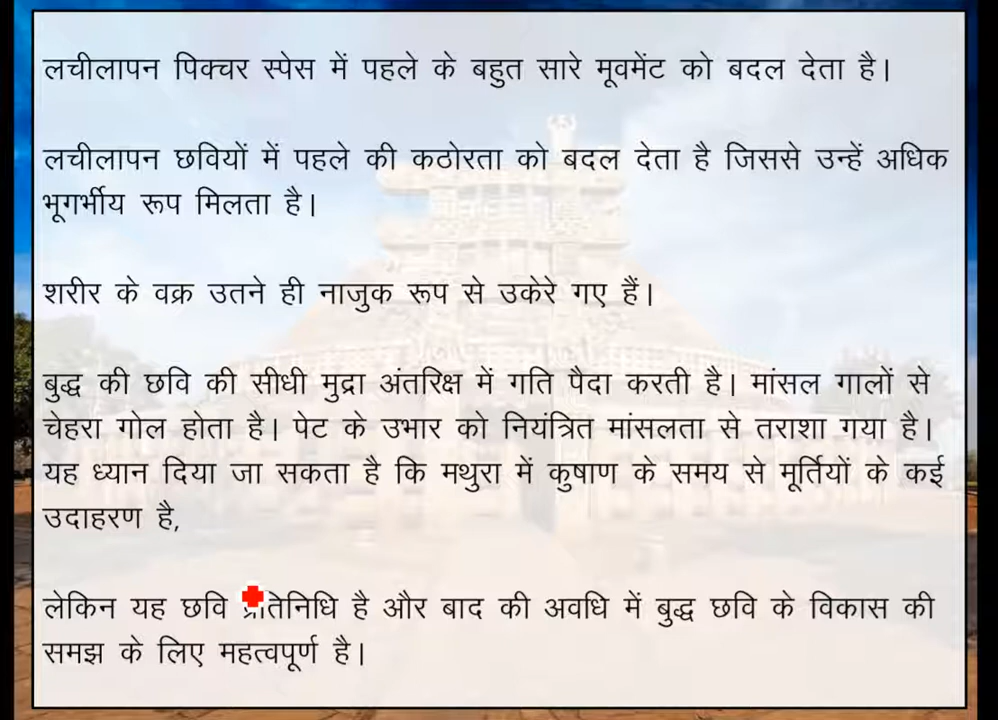 लचीलापन पिक्चर स्पेस में पहले के बहुत सारे मूवमेंट को बदल देता है।
लचीलापन छवियों में पहले की कठोरता को बदल देता है जिससे उन्हें अधिक
भूगर्भीय रूप मिलता है।
शरीर के वक्र उतने ही नाजुक रूप से उकेरे गए हैं।
बुद्ध की छवि की सीधी मुद्रा अंतरिक्ष में गति पैदा करती है। मांसल गालों से
चेहरा गोल होता है। पेट के उभार को नियंत्रित मांसलता से तराशा गया है।
यह ध्यान दिया जा सकता है कि मथुरा में कुषाण के समय से मूर्तियों के कई
उदाहरण है,
लेकिन यह छवि प्रतिनिधि है और बाद की अवधि में बुद्ध छवि के विकास की
समझ के लिए महत्वपूर्ण है।